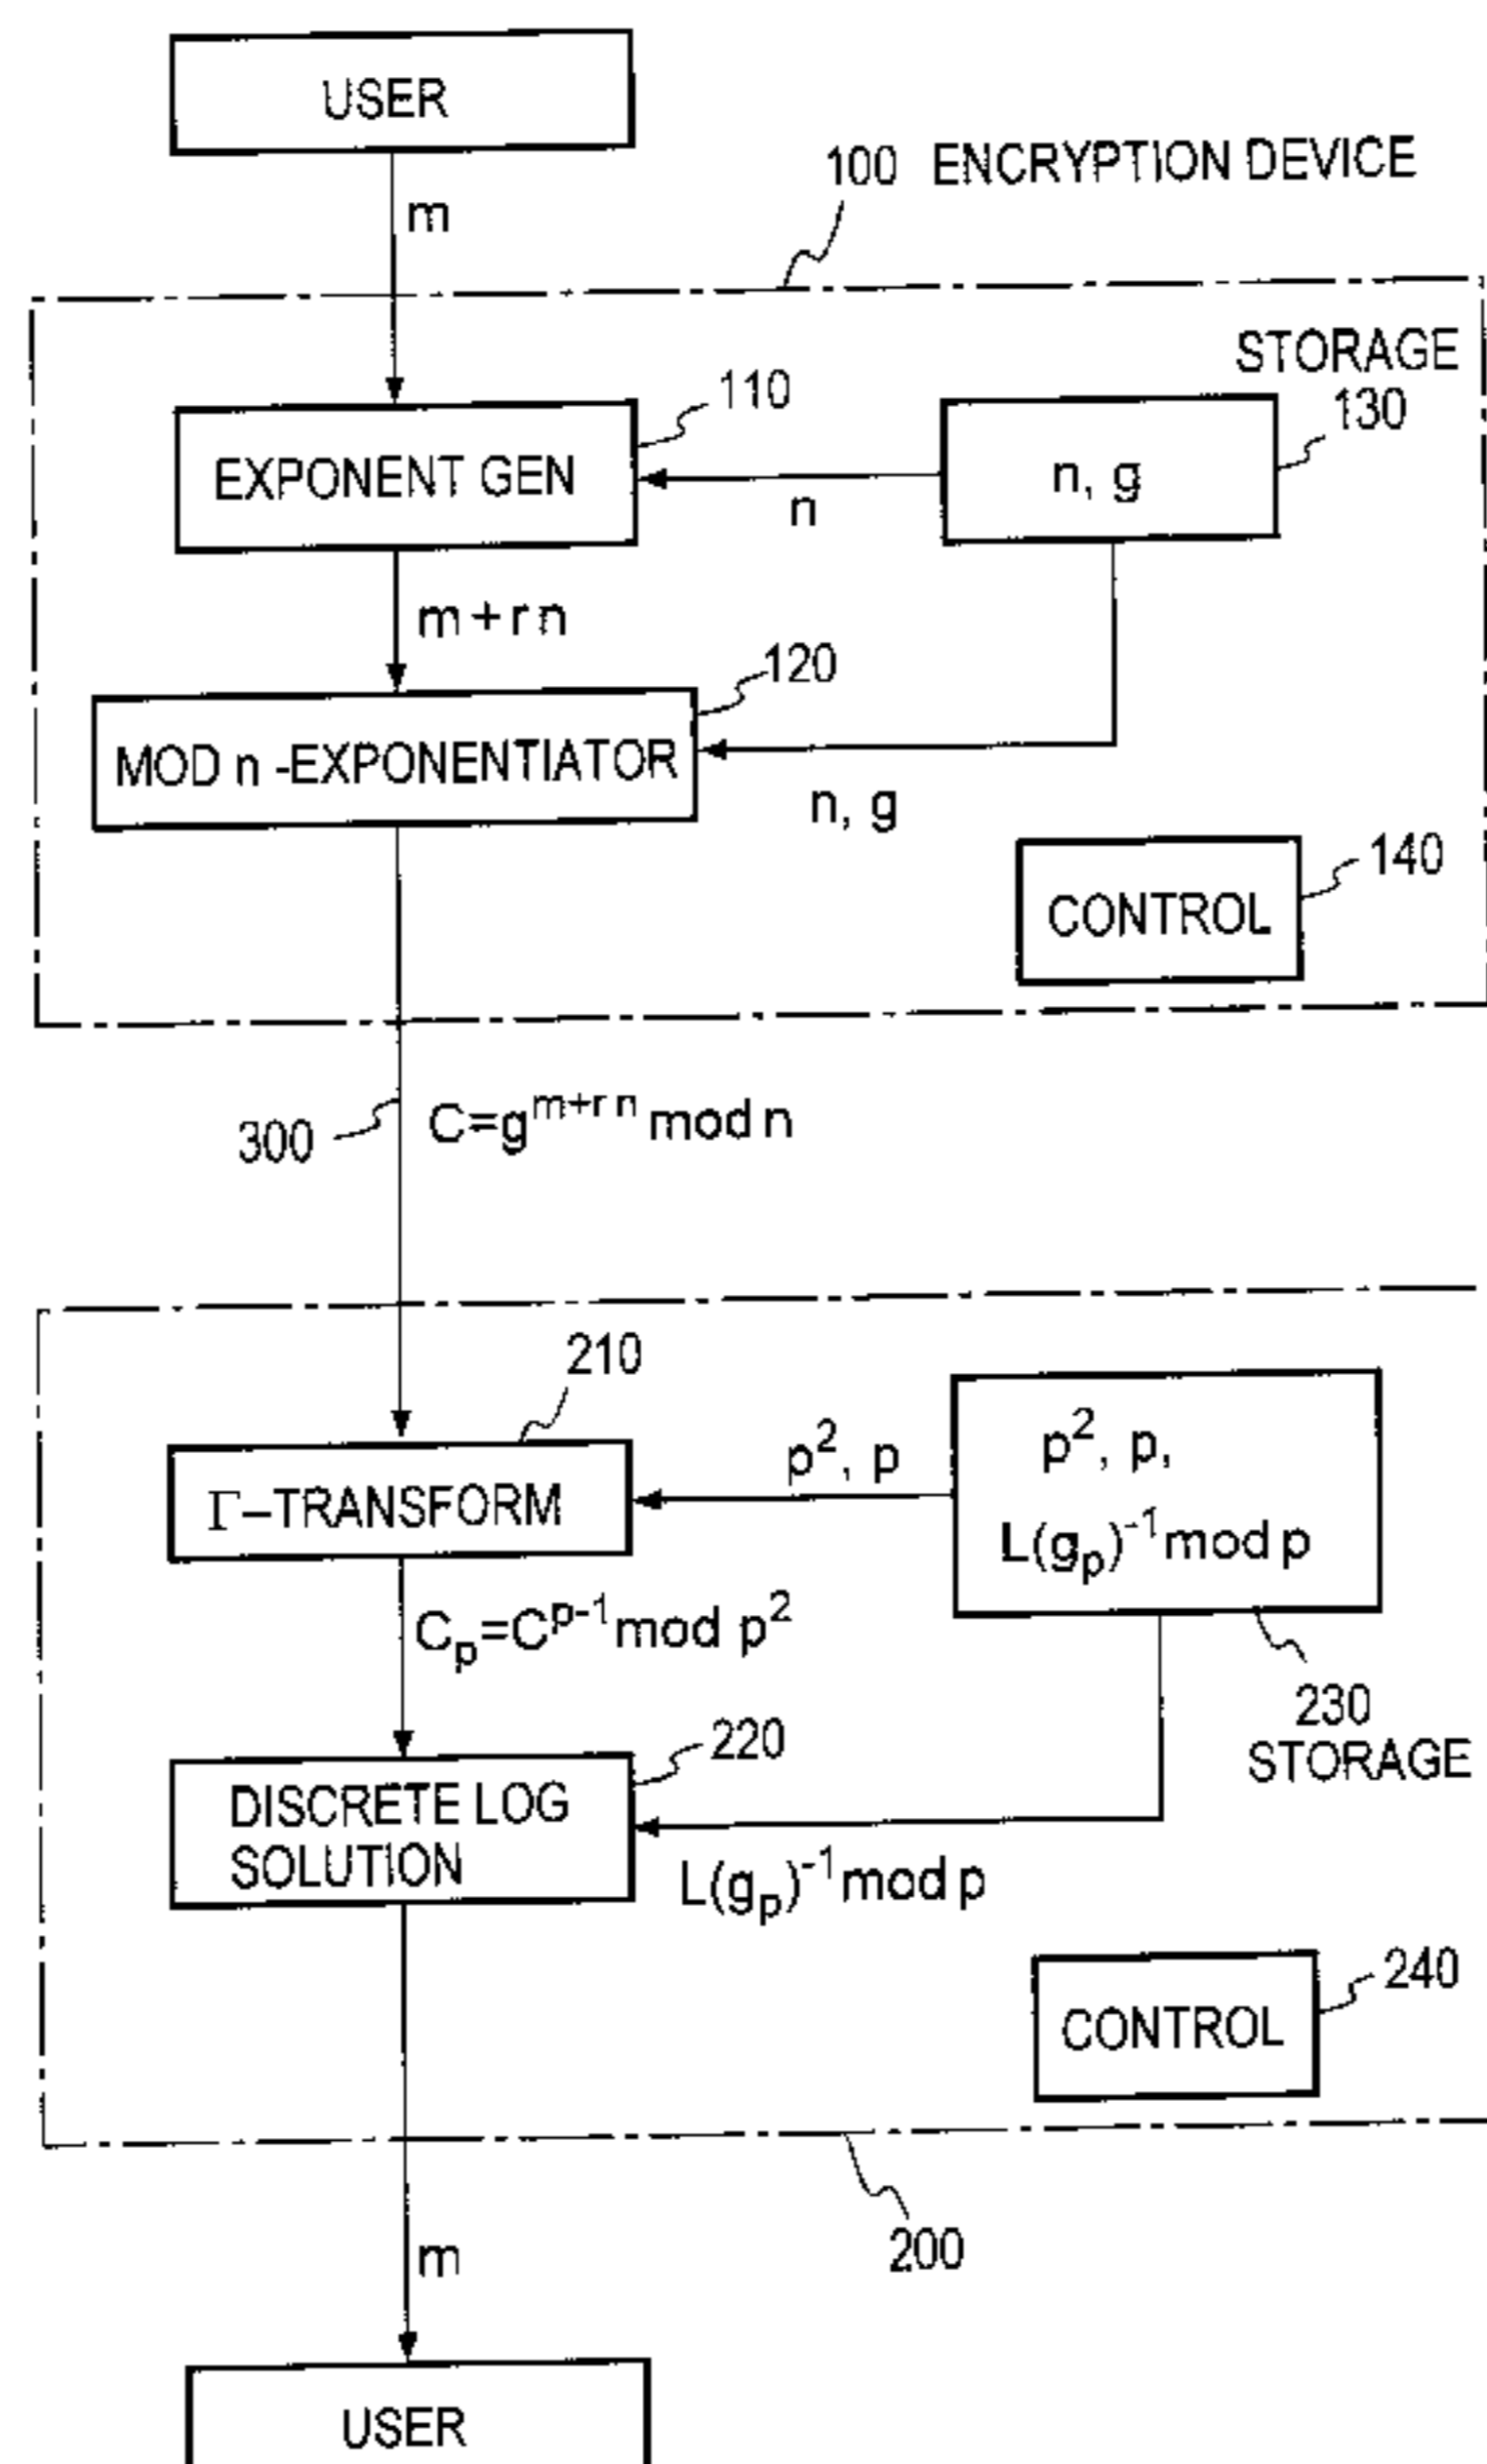 USER
m
100 ENCRYPTION DEVICE
STORAGE
130
110
EXPONENT GEN
n
n, g
m+rn
120
MOD n -EXPONENTIATOR
n, g
140
CONTROL
300
C=g^{m+rn} mod n
210
Γ-TRANSFORM
p², p
p², p,
L(g_p)⁻¹ mod p
C_p=C^{p-1} mod p²
230
STORAGE
220
DISCRETE LOG
SOLUTION
L(g_p)⁻¹ mod p
240
CONTROL
200
m
USER